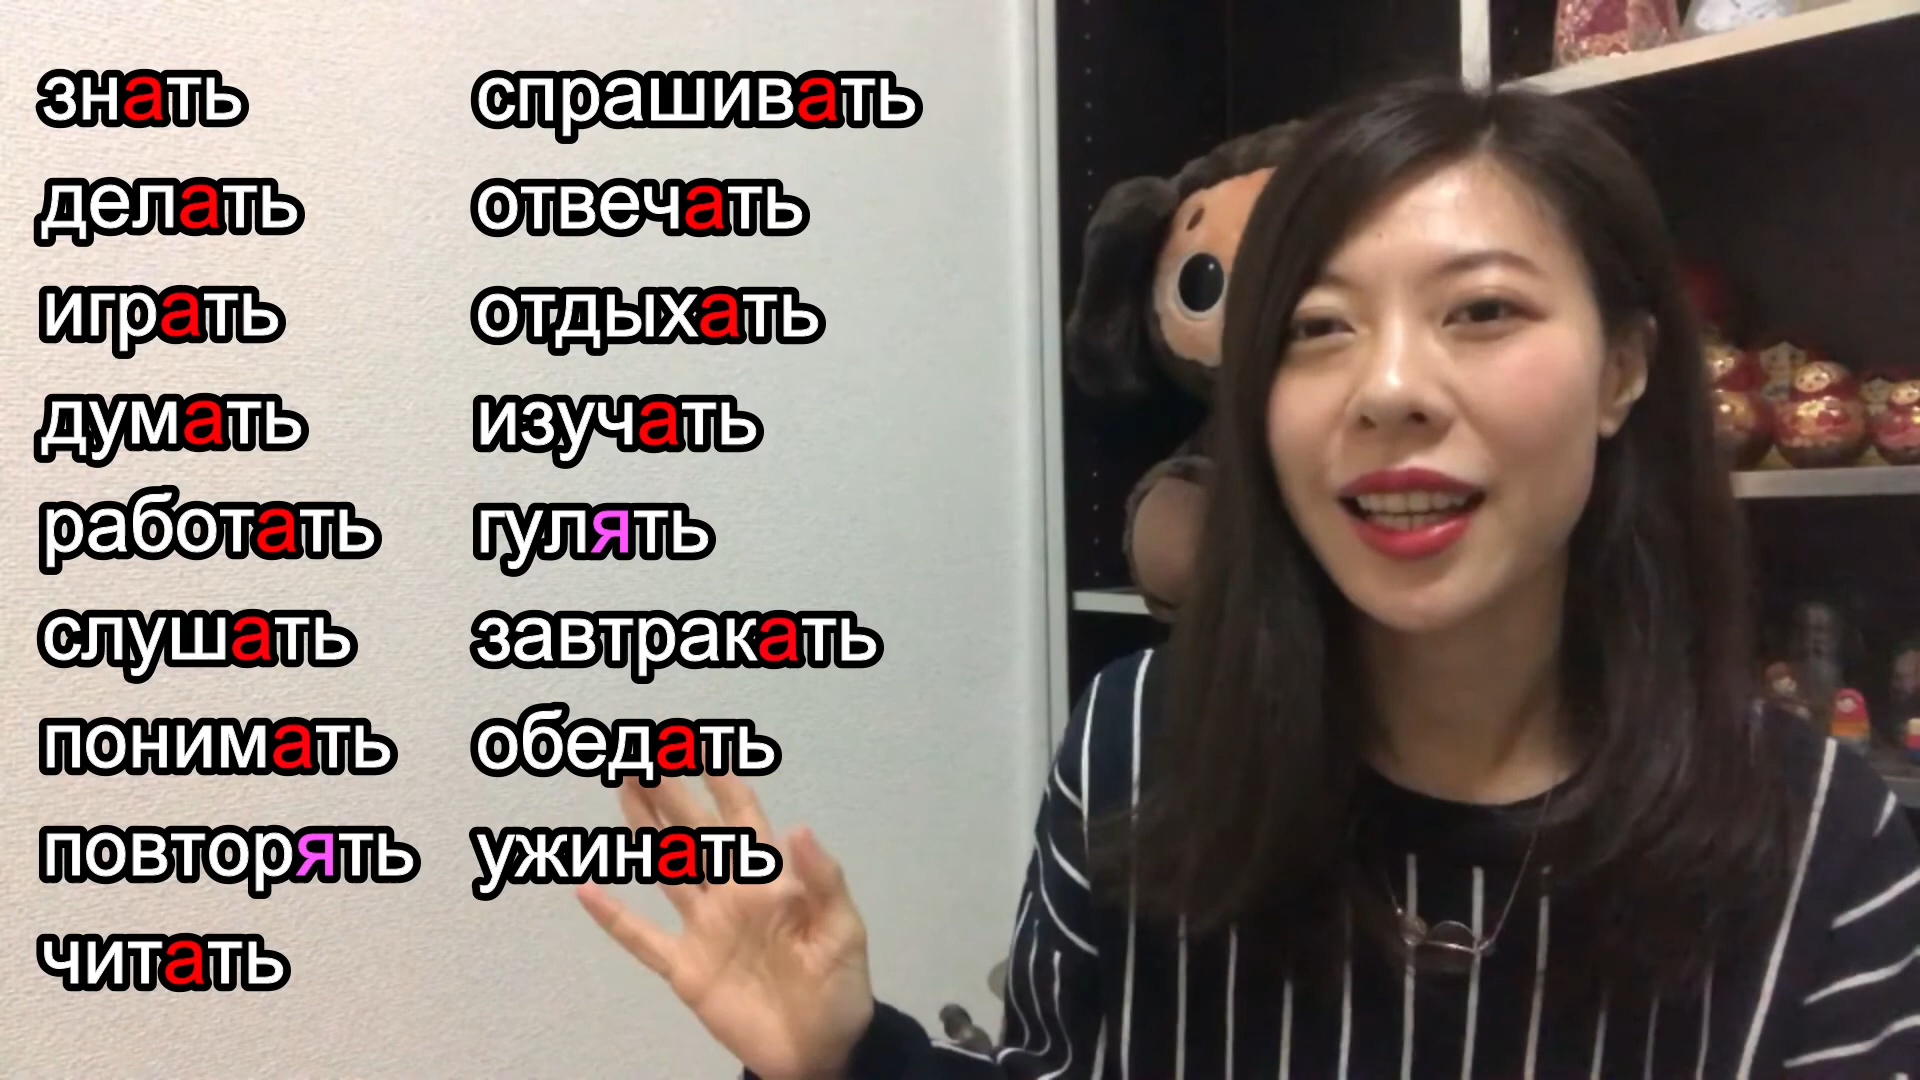 знать
делать
играть
думать
работать
слушать
понимать
повторять
читать
спрашивать
отвечать
отдыхать
изучать
гулять
завтракать
обедать
ужинать